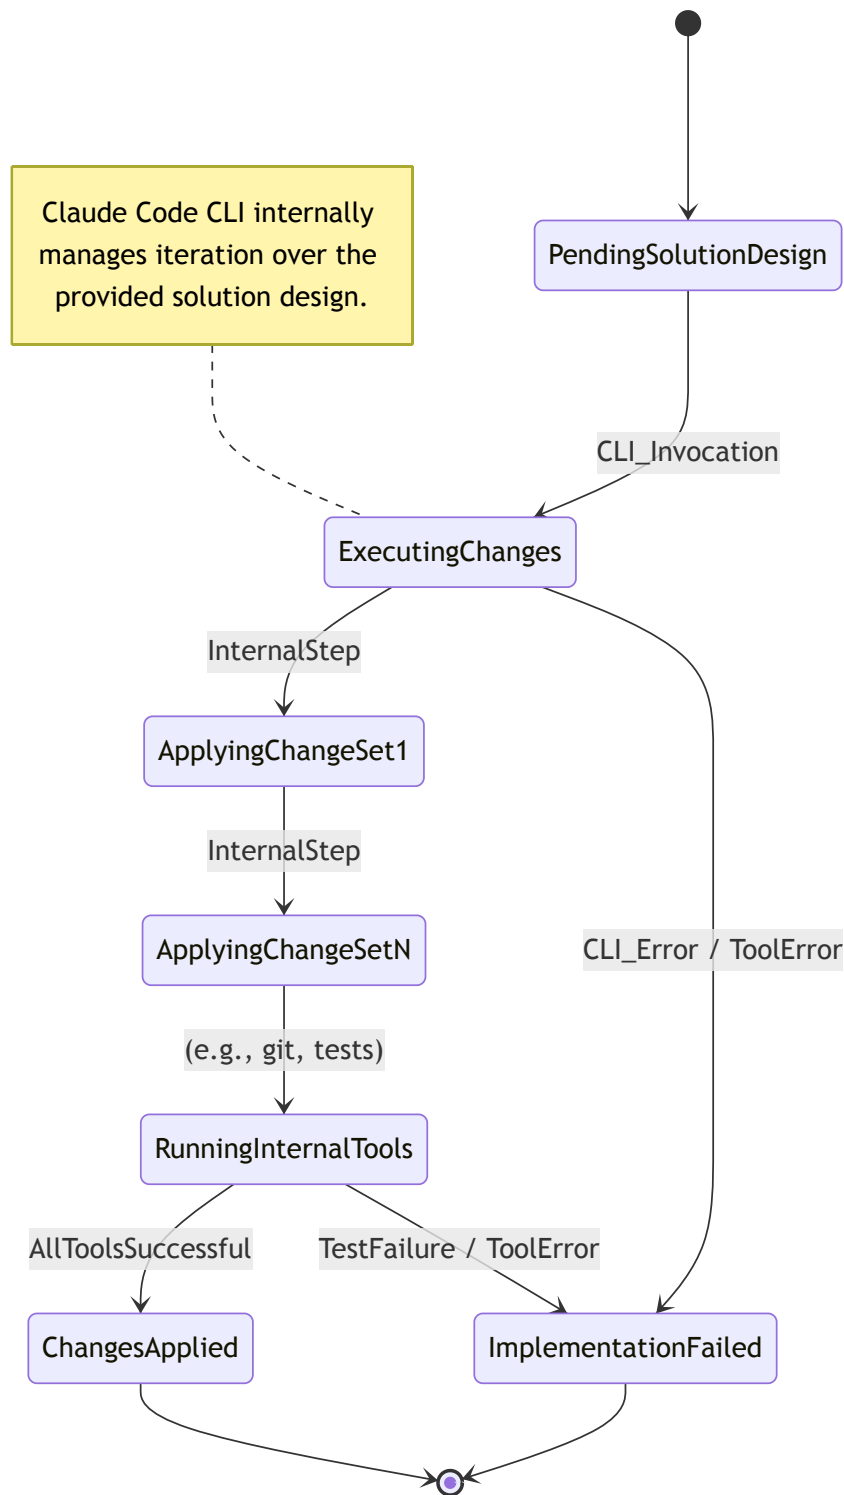 Claude Code CLI internally
manages iteration over the
provided solution design.
PendingSolutionDesign
CLI_Invocation
ExecutingChanges
InternalStep
ApplyingChangeSet1
InternalStep
ApplyingChangeSetN
CLI_Error / ToolError
(e.g., git, tests)
RunningInternalTools
AllToolsSuccessful
TestFailure / ToolError
ChangesApplied
ImplementationFailed